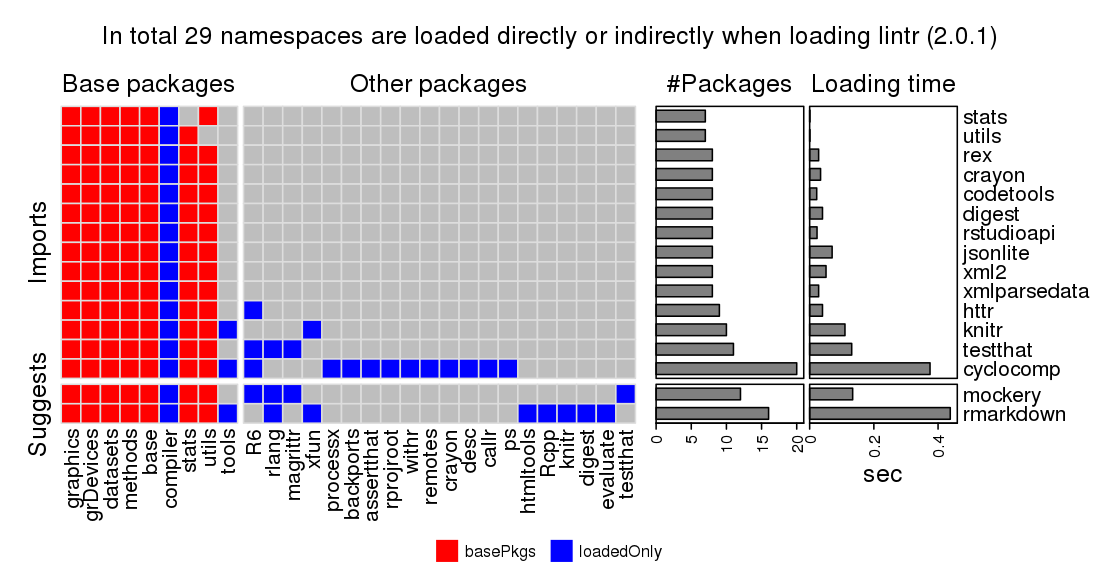 In total 29 namespaces are loaded directly or indirectly when loading lintr (2.0.1)
Base packages
Other packages
#Packages
Loading time
Imports
Suggests
stats
utils
rex
crayon
codetools
digest
rstudioapi
jsonlite
xml2
xmlparsedata
httr
knitr
testthat
cyclocomp
mockery
rmarkdown
graphics
grDevices
datasets
methods
base
compiler
stats
utils
tools
R6
rlang
magrittr
xfun
processx
backports
assertthat
rprojroot
withr
remotes
crayon
desc
callr
ps
htmltools
Rcpp
knitr
digest
evaluate
testthat
0
5
10
15
20
0
0.2
0.4
sec
basePkgs
loadedOnly